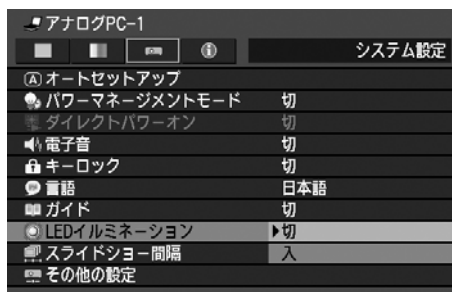 アナログPC-1
システム設定
オートセットアップ
パワーマネージメントモード 切
ダイレクトパワーオン 切
電子音 切
キーロック 切
言語 日本語
ガイド 切
LEDイルミネーション 切
スライドショー間隔 入
その他の設定